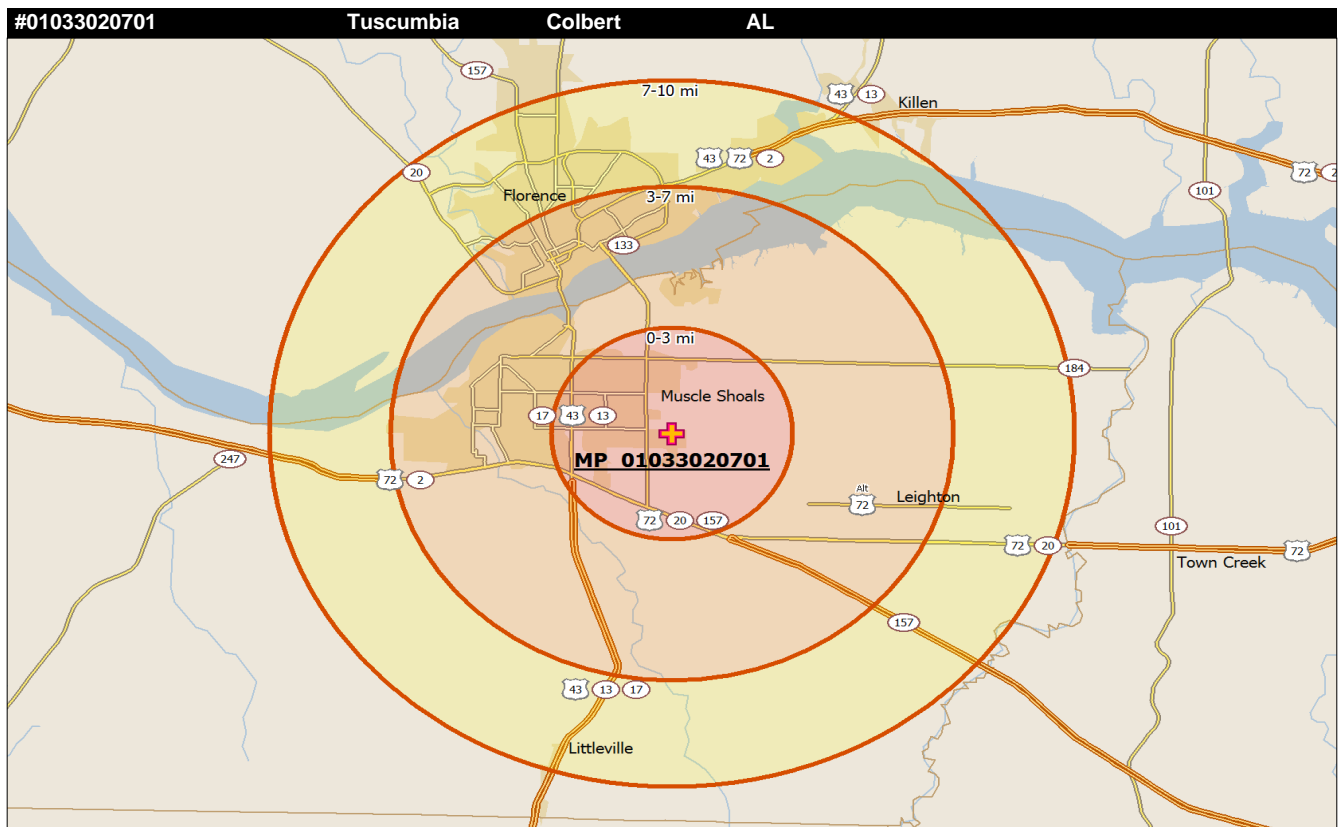 #01033020701 Tuscumbia Colbert AL
157
7-10 mi
43 13
Killen
43 72 2
20
72 2
101
Florence
3-7 mi
133
0-3 mi
184
Muscle Shoals
17 43 13
MP 01033020701
247
72 2
Alt
72
Leighton
72 20 157
101
72 20
72
Town Creek
157
43 13 17
Littleville